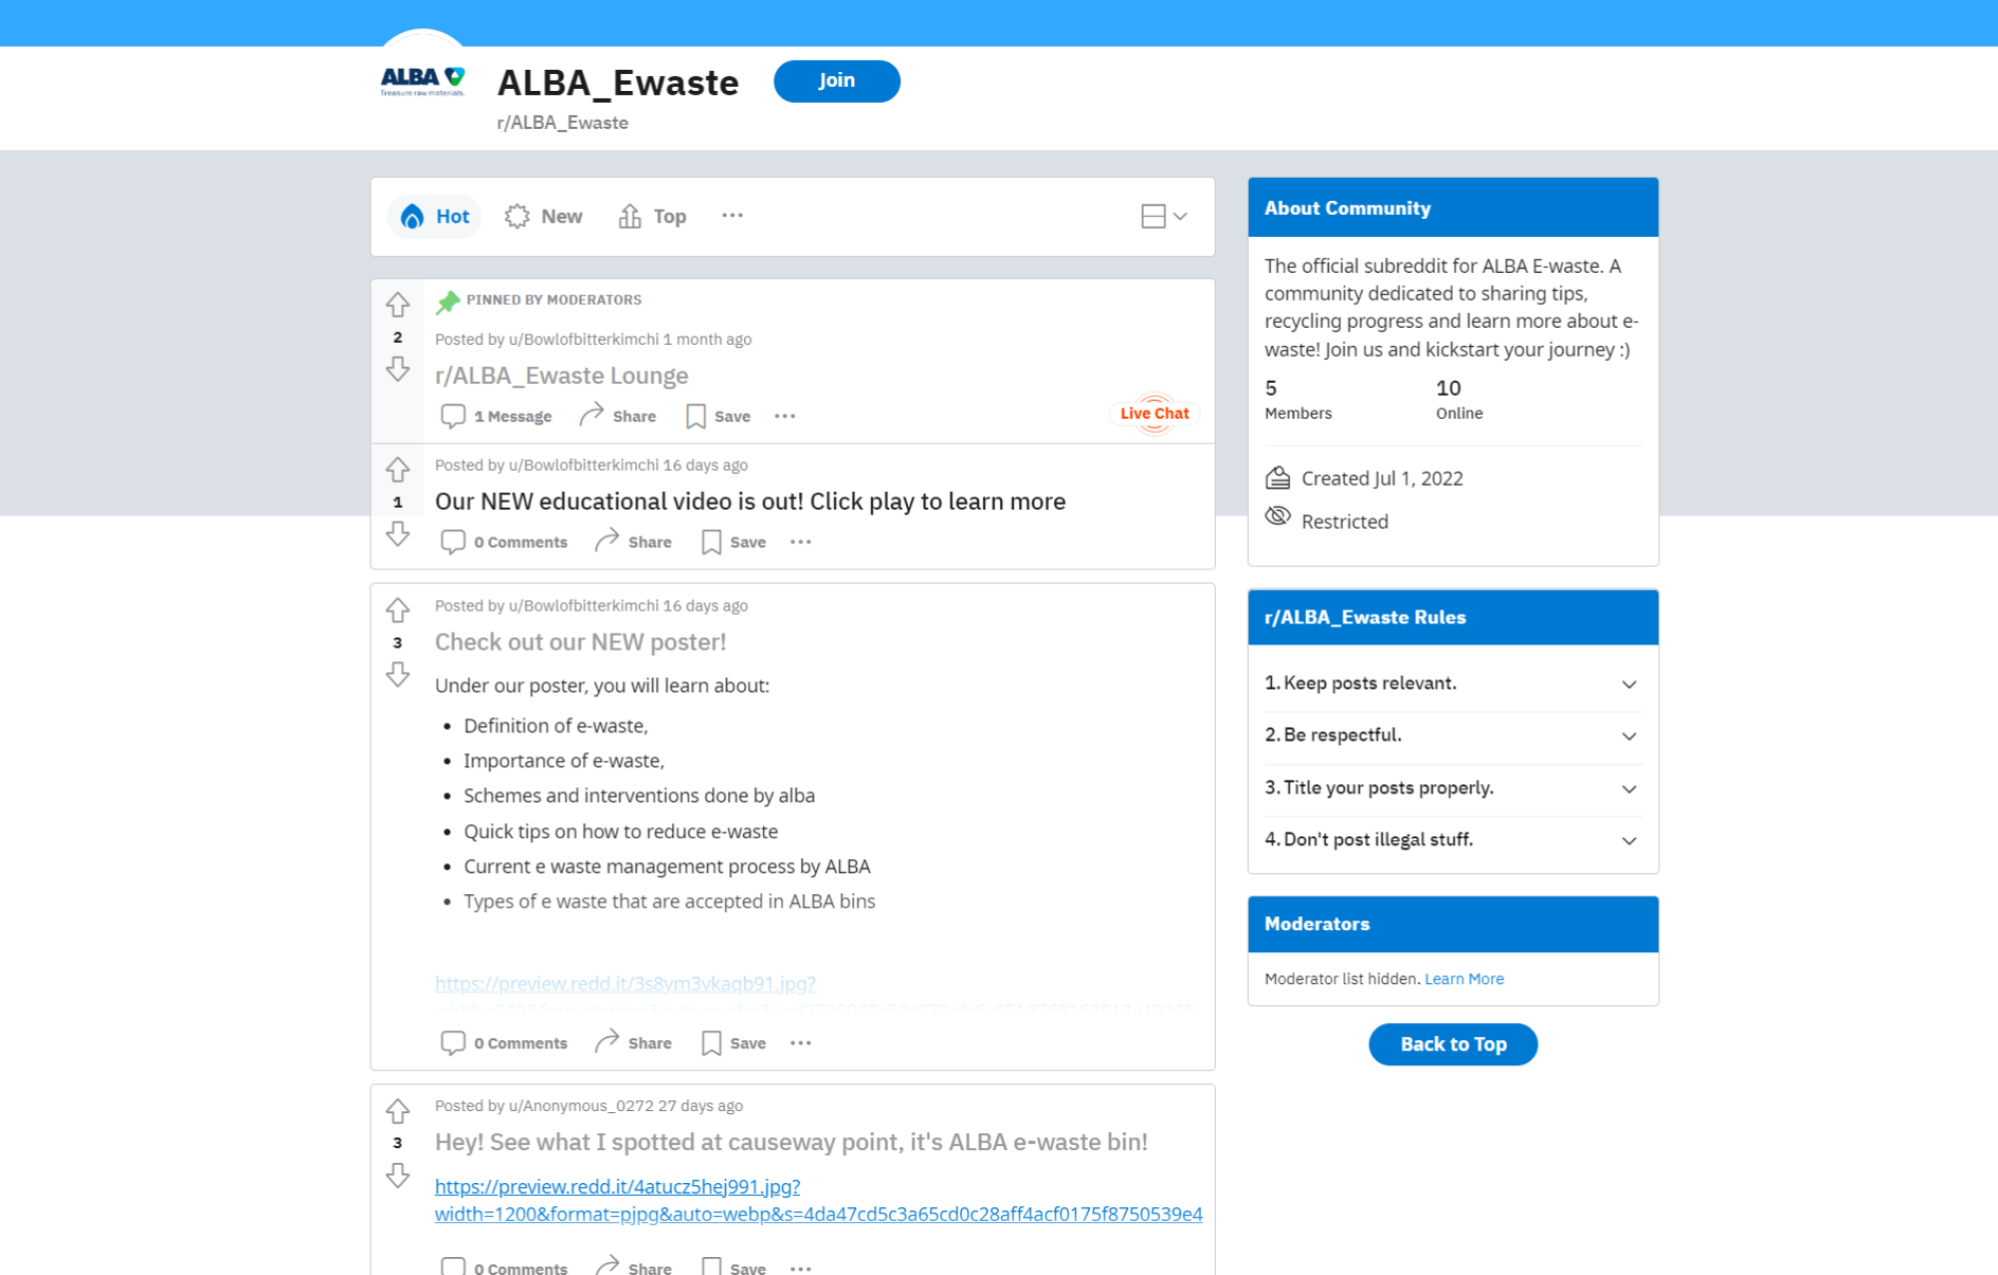 ALBA
Treasure raw materials.
ALBA_Ewaste
Join
r/ALBA_Ewaste
Hot
New
Top
PINNED BY MODERATORS
2
Posted by u/Bowlofbitterkimchi 1 month ago
r/ALBA_Ewaste Lounge
1 Message
Share
Save
Live Chat
Posted by u/Bowlofbitterkimchi 16 days ago
1
Our NEW educational video is out! Click play to learn more
0 Comments
Share
Save
Posted by u/Bowlofbitterkimchi 16 days ago
3
Check out our NEW poster!
Under our poster, you will learn about:
• Definition of e-waste,
• Importance of e-waste,
• Schemes and interventions done by alba
• Quick tips on how to reduce e-waste
• Current e waste management process by ALBA
• Types of e waste that are accepted in ALBA bins
https://preview.redd.it/3s8ym3vkaqb91.jpg?
0 Comments
Share
Save
Posted by u/Anonymous_0272 27 days ago
3
Hey! See what I spotted at causeway point, it's ALBA e-waste bin!
https://preview.redd.it/4atucz5hej991.jpg?
width=1200&format=pjpg&auto=webp&s=4da47cd5c3a65cd0c28aff4acf0175f8750539e4
0 Comments
Share
Save
About Community
The official subreddit for ALBA E-waste. A
community dedicated to sharing tips,
recycling progress and learn more about e-
waste! Join us and kickstart your journey :)
5
Members
10
Online
Created Jul 1, 2022
Restricted
r/ALBA_Ewaste Rules
1. Keep posts relevant.
2. Be respectful.
3. Title your posts properly.
4. Don't post illegal stuff.
Moderators
Moderator list hidden. Learn More
Back to Top